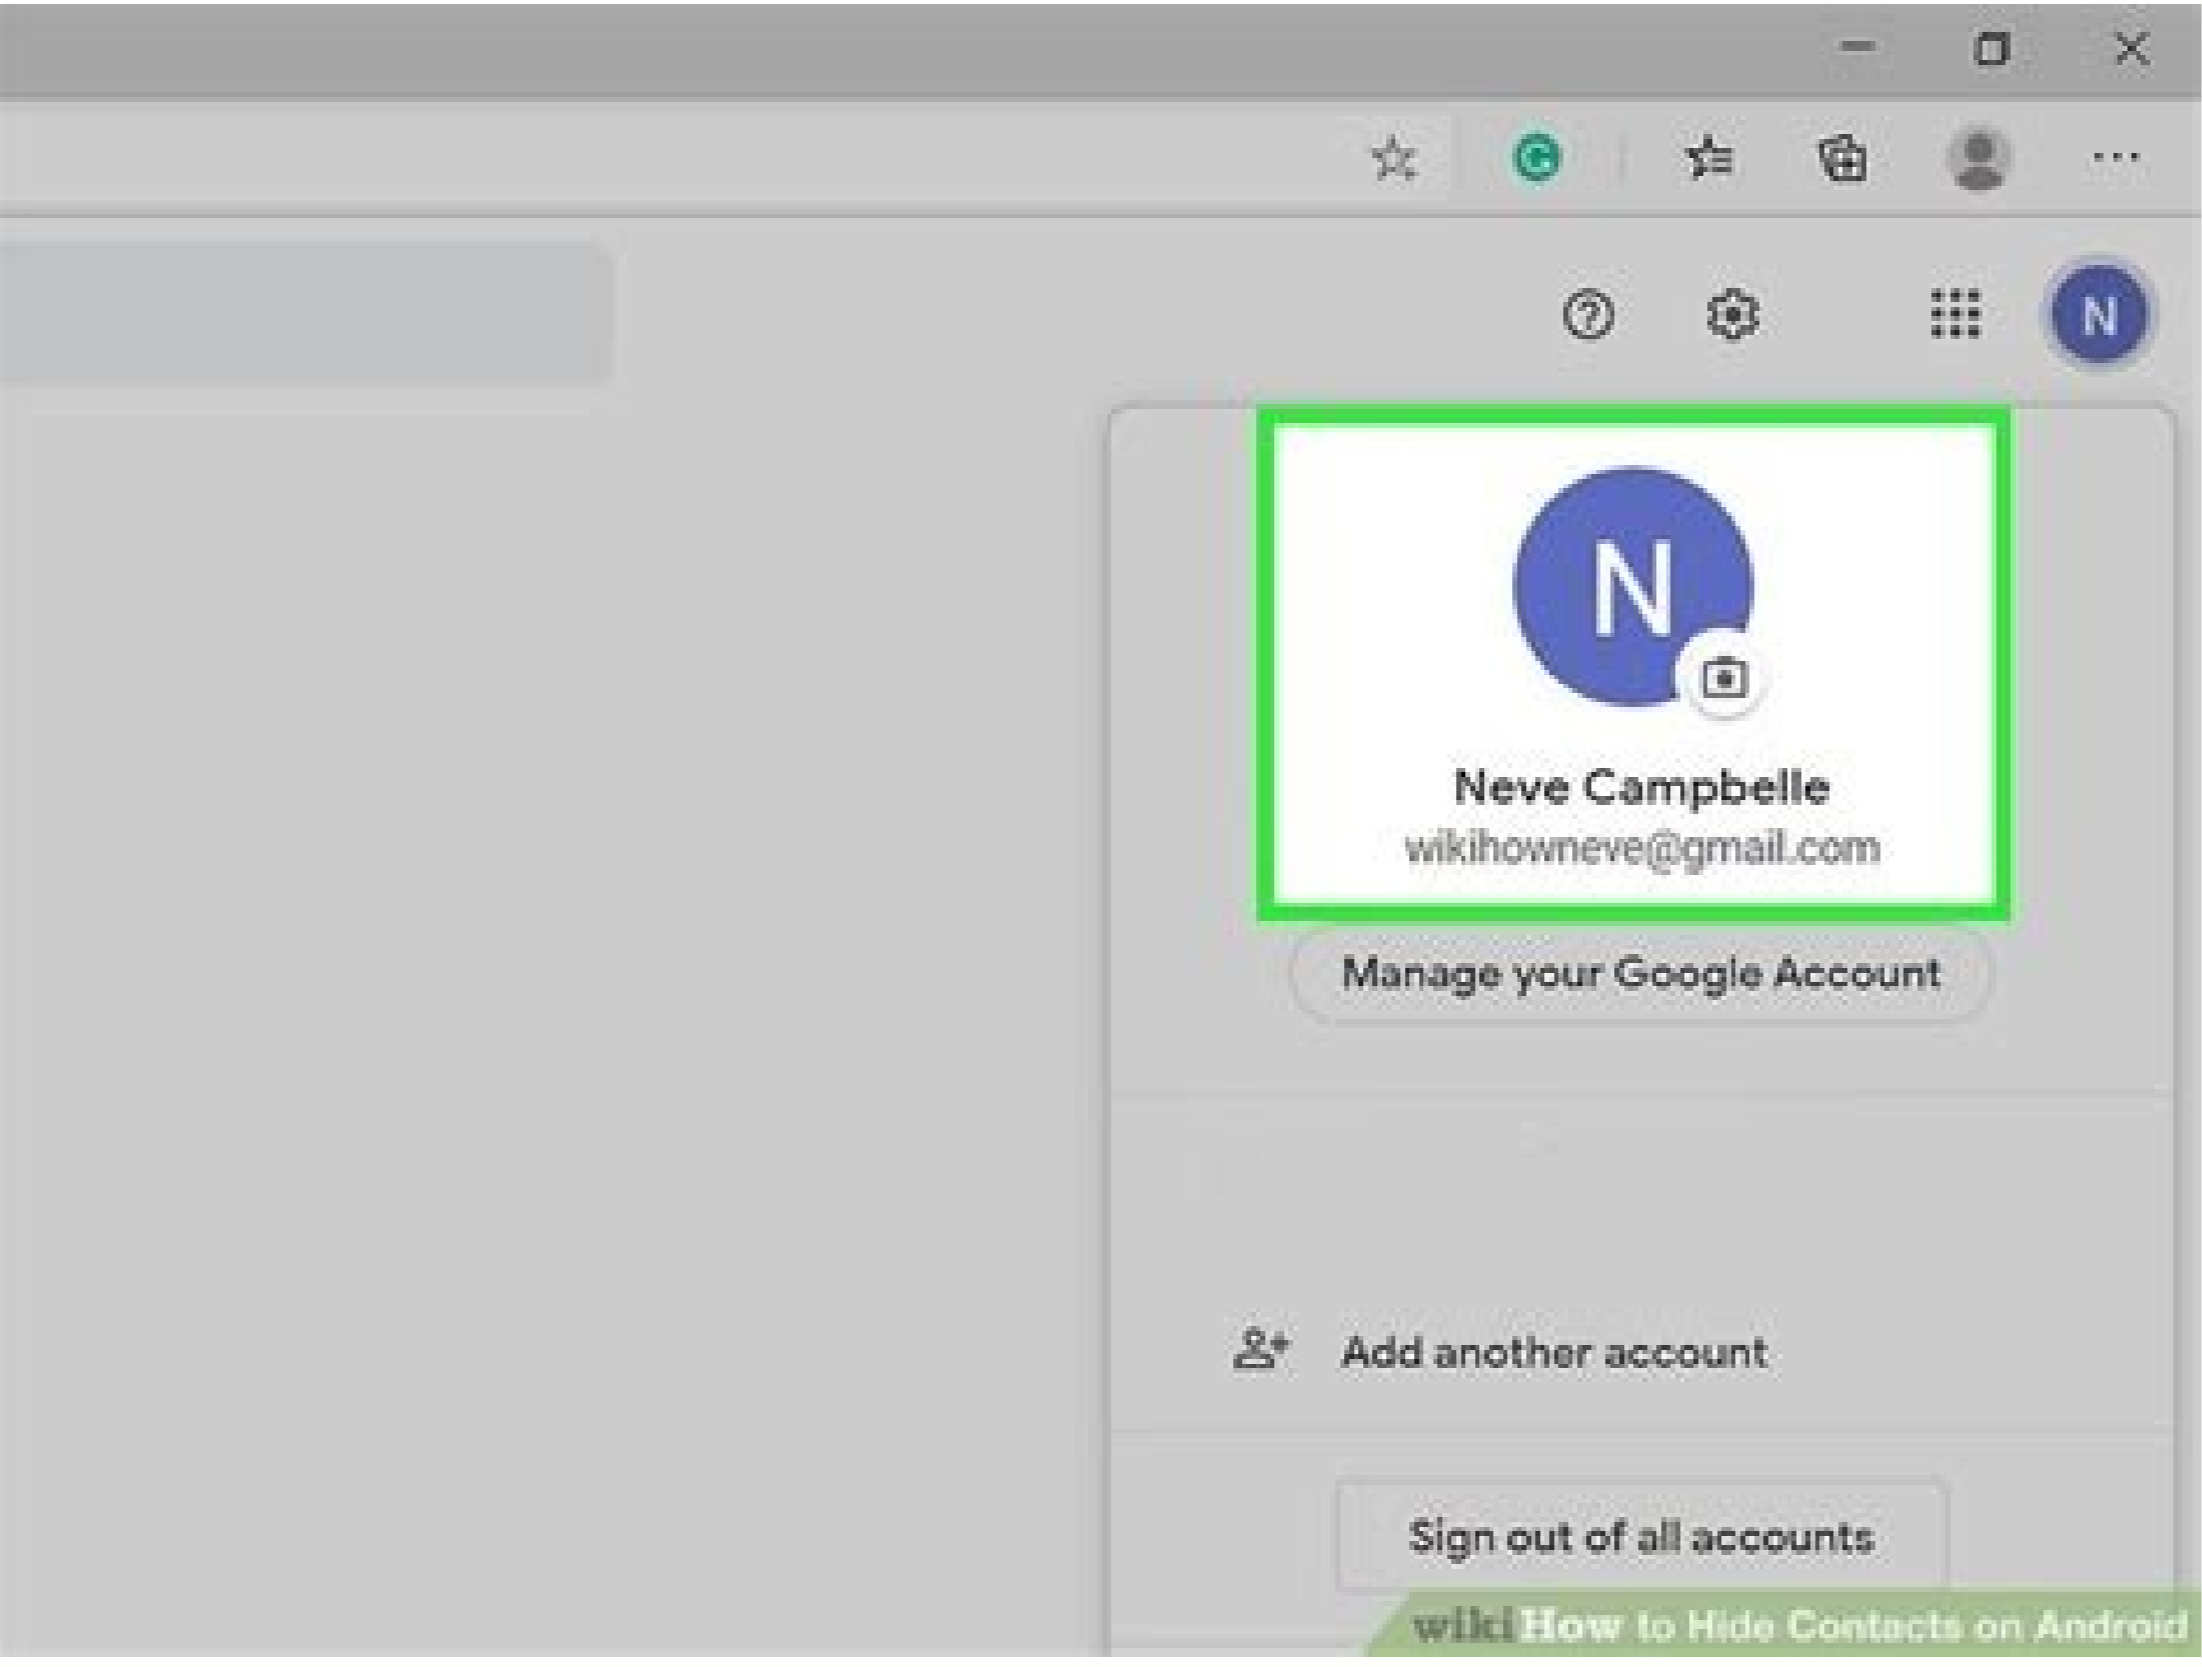 N
N
Neve Campbelle
wikihowneve@gmail.com
Manage your Google Account
Add another account
Sign out of all accounts
wikiHow to Hide Contacts on Android